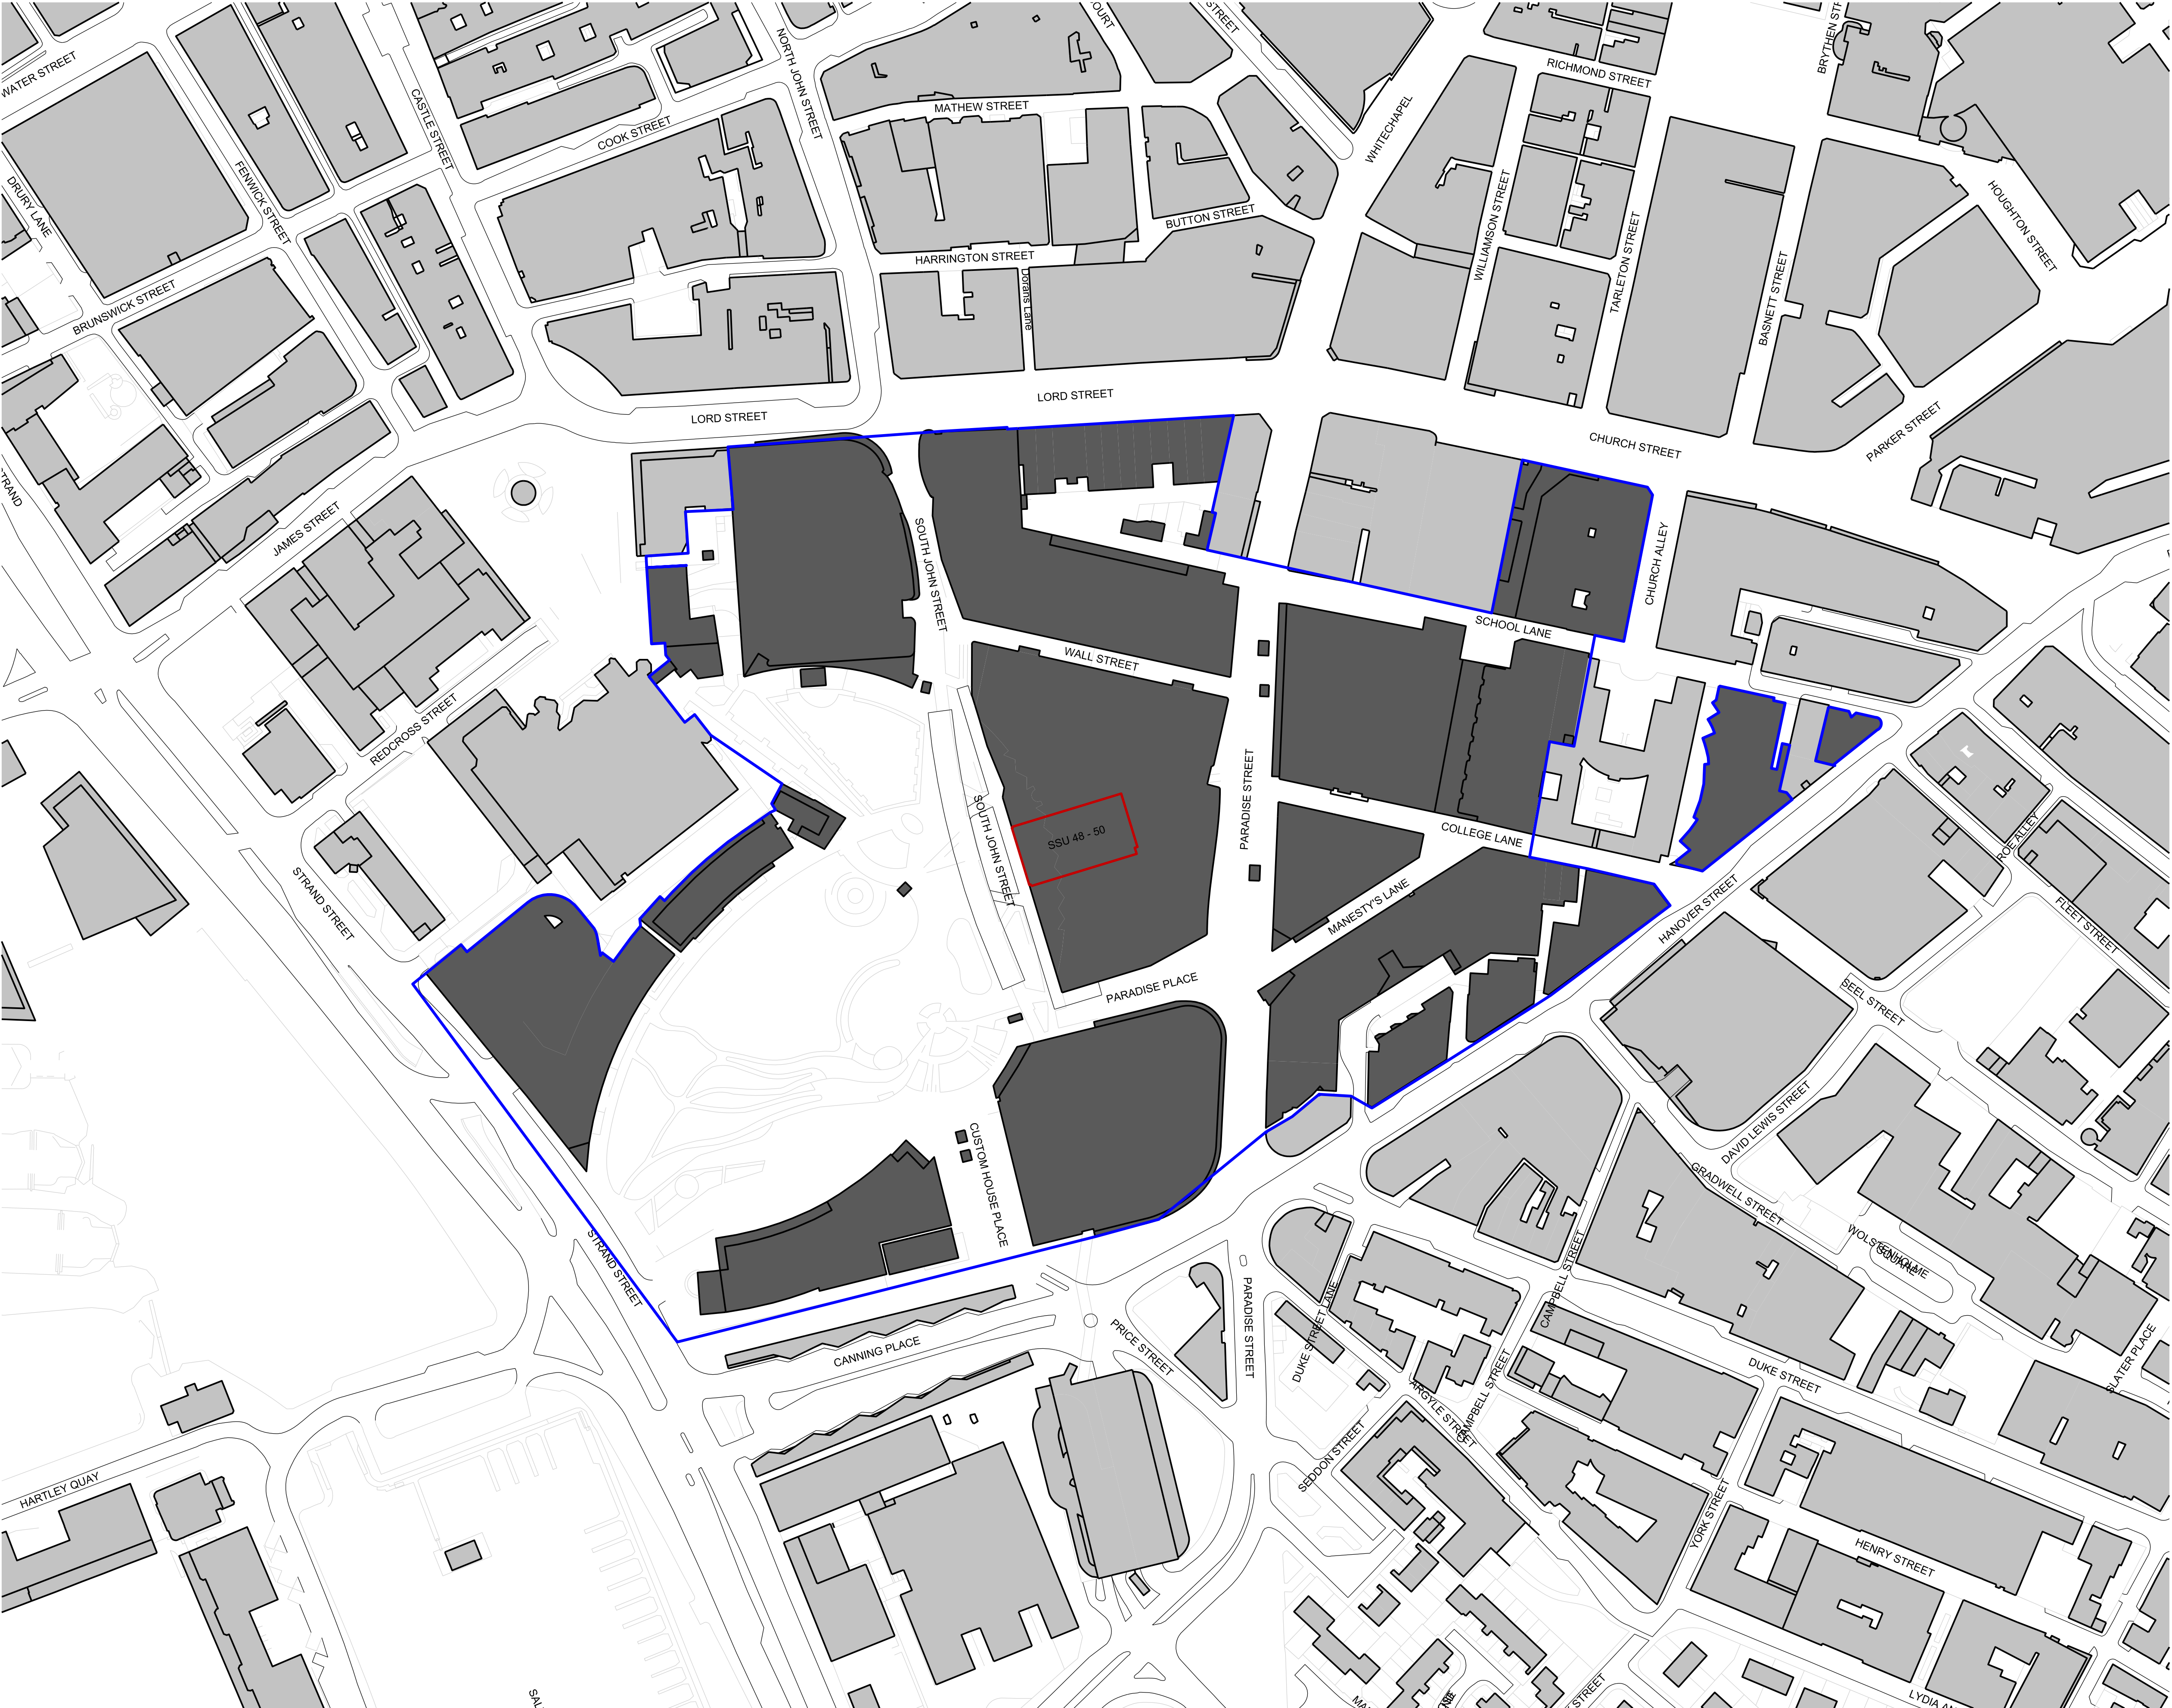 WATER STREET
CASTLE STREET
COOK STREET
NORTH JOHN STREET
MATHEW STREET
COURT
STREET
WHITECHAPEL
RICHMOND STREET
DRURY LANE
FENWICK STREET
BRUNSWICK STREET
HARRINGTON STREET
Dorans Lane
BUTTON STREET
WILLIAMSON STREET
TARLETON STREET
BASNETT STREET
HOUGHTON STREET
PARKER STREET
LORD STREET
LORD STREET
CHURCH STREET
JAMES STREET
SOUTH JOHN STREET
CHURCH ALLEY
SCHOOL LANE
WALL STREET
REDCROSS STREET
PARADISE STREET
SSU 48 - 50
SOUTH JOHN STREET
COLLEGE LANE
MANESTY'S LANE
ROE ALLEY
STRAND STREET
HANOVER STREET
FLEET STREET
PARADISE PLACE
SEEL STREET
DAVID LEWIS STREET
CUSTOM HOUSE PLACE
GRADWELL STREET
STRAND STREET
WOLSTENHOLME
SQUARE
CAMPBELL STREET
DUKE STREET LANE
PARADISE STREET
PRICE STREET
CANNING PLACE
DUKE STREET
SLATER PLACE
ARGYLE STREET
CAMPBELL STREET
SEDDON STREET
HARTLEY QUAY
YORK STREET
HENRY STREET
STREET